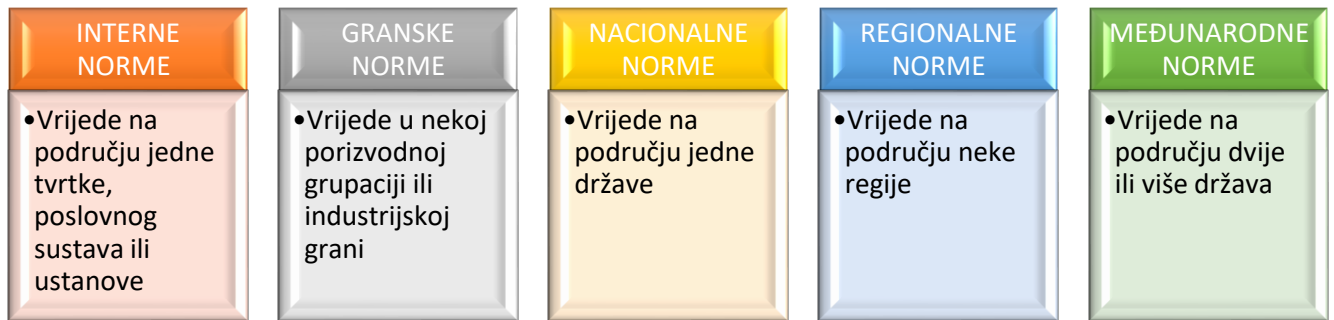 INTERNE
NORME
•Vrijede na
području jedne
tvrtke,
poslovnog
sustava ili
ustanove
GRANSKE
NORME
•Vrijede u nekoj
porizvodnoj
grupaciji ili
industrijskoj
grani
NACIONALNE
NORME
•Vrijede na
području jedne
države
REGIONALNE
NORME
•Vrijede na
području neke
regije
MEĐUNARODNE
NORME
•Vrijede na
području dvije
ili više država